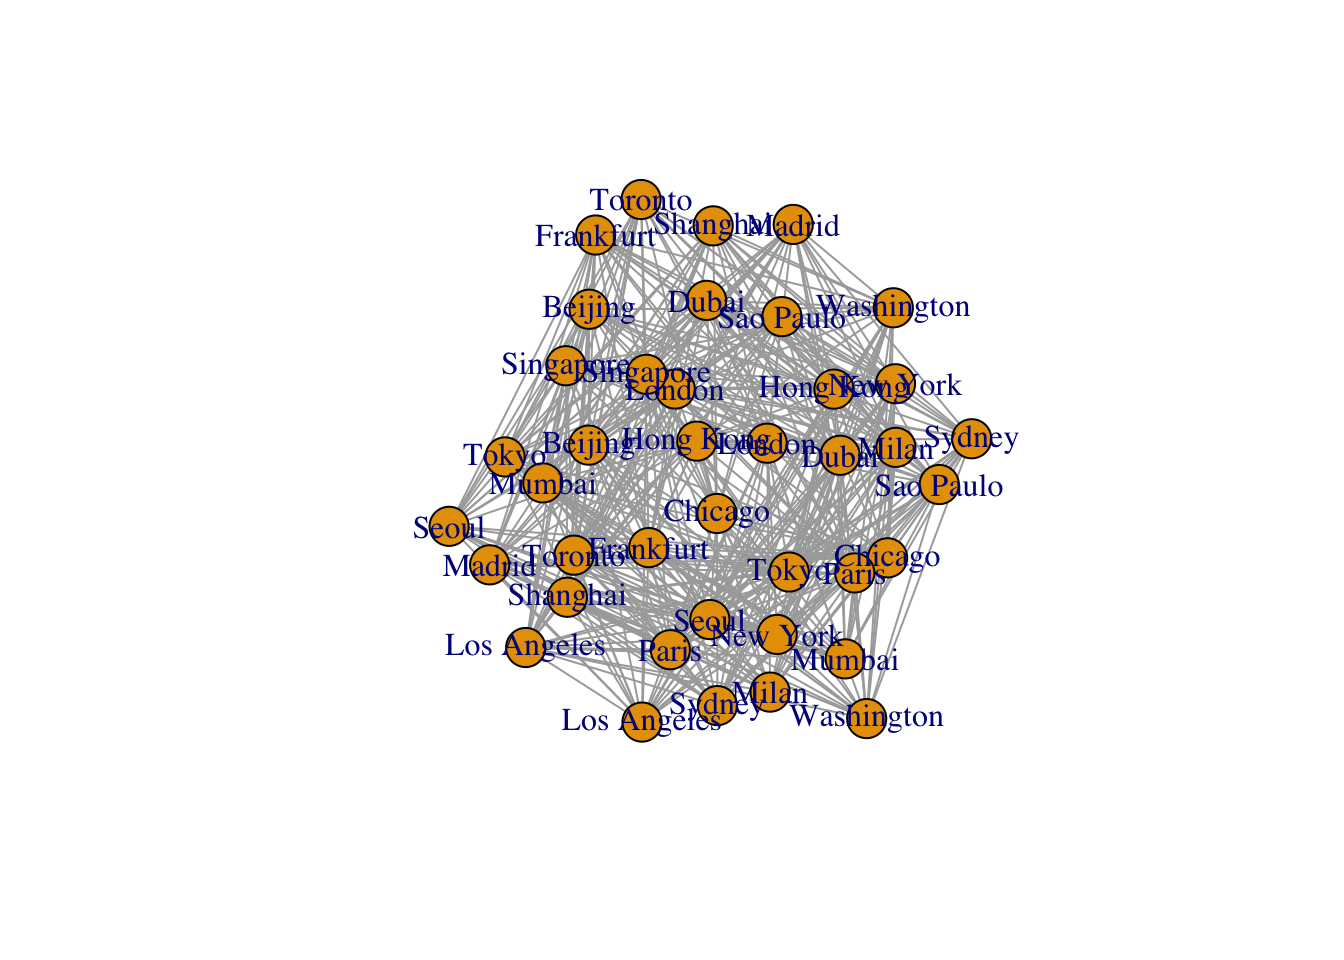 Toronto
Shanghai
Madrid
Frankfurt
Beijing
Dubai
Sao Paulo
Washington
Singapore
Singapore
London
Hong Kong
New York
Tokyo
Beijing
Hong Kong
London
Dubai
Milan
Sydney
Mumbai
Sao Paulo
Chicago
Seoul
Madrid
Toronto
Frankfurt
Tokyo
Paris
Chicago
Shanghai
Seoul
New York
Los Angeles
Paris
Mumbai
Sydney
Milan
Los Angeles
Washington